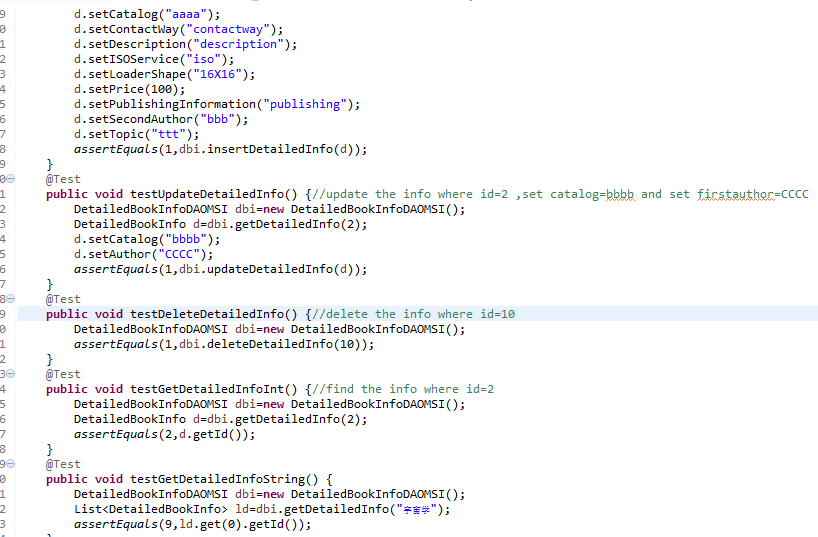 9 d.setCatalog("aaaa");
0 d.setContactWay("contactway");
1 d.setDescription("description");
2 d.setISOService("iso");
3 d.setLoaderShape("16X16");
4 d.setPrice(100);
5 d.setPublishingInformation("publishing");
6 d.setSecondAuthor("bbb");
7 d.setTopic("ttt");
8 assertEquals(1,dbi.insertDetailedInfo(d));
9 }
0 @Test
1 public void testUpdateDetailedInfo() {//update the info where id=2 ,set catalog=bbbb and set firstauthor=CCCC
2 DetailedBookInfoDAOMSI dbi=new DetailedBookInfoDAOMSI();
3 DetailedBookInfo d=dbi.getDetailedInfo(2);
4 d.setCatalog("bbbb");
5 d.setAuthor("CCCC");
6 assertEquals(1,dbi.updateDetailedInfo(d));
7 }
8 @Test
9 public void testDeleteDetailedInfo() {//delete the info where id=10
0 DetailedBookInfoDAOMSI dbi=new DetailedBookInfoDAOMSI();
1 assertEquals(1,dbi.deleteDetailedInfo(10));
2 }
3 @Test
4 public void testGetDetailedInfoInt() {//find the info where id=2
5 DetailedBookInfoDAOMSI dbi=new DetailedBookInfoDAOMSI();
6 DetailedBookInfo d=dbi.getDetailedInfo(2);
7 assertEquals(2,d.getId());
8 }
9 @Test
0 public void testGetDetailedInfoString() {
1 DetailedBookInfoDAOMSI dbi=new DetailedBookInfoDAOMSI();
2 List<DetailedBookInfo> ld=dbi.getDetailedInfo("宇宙学");
3 assertEquals(9,ld.get(0).getId());